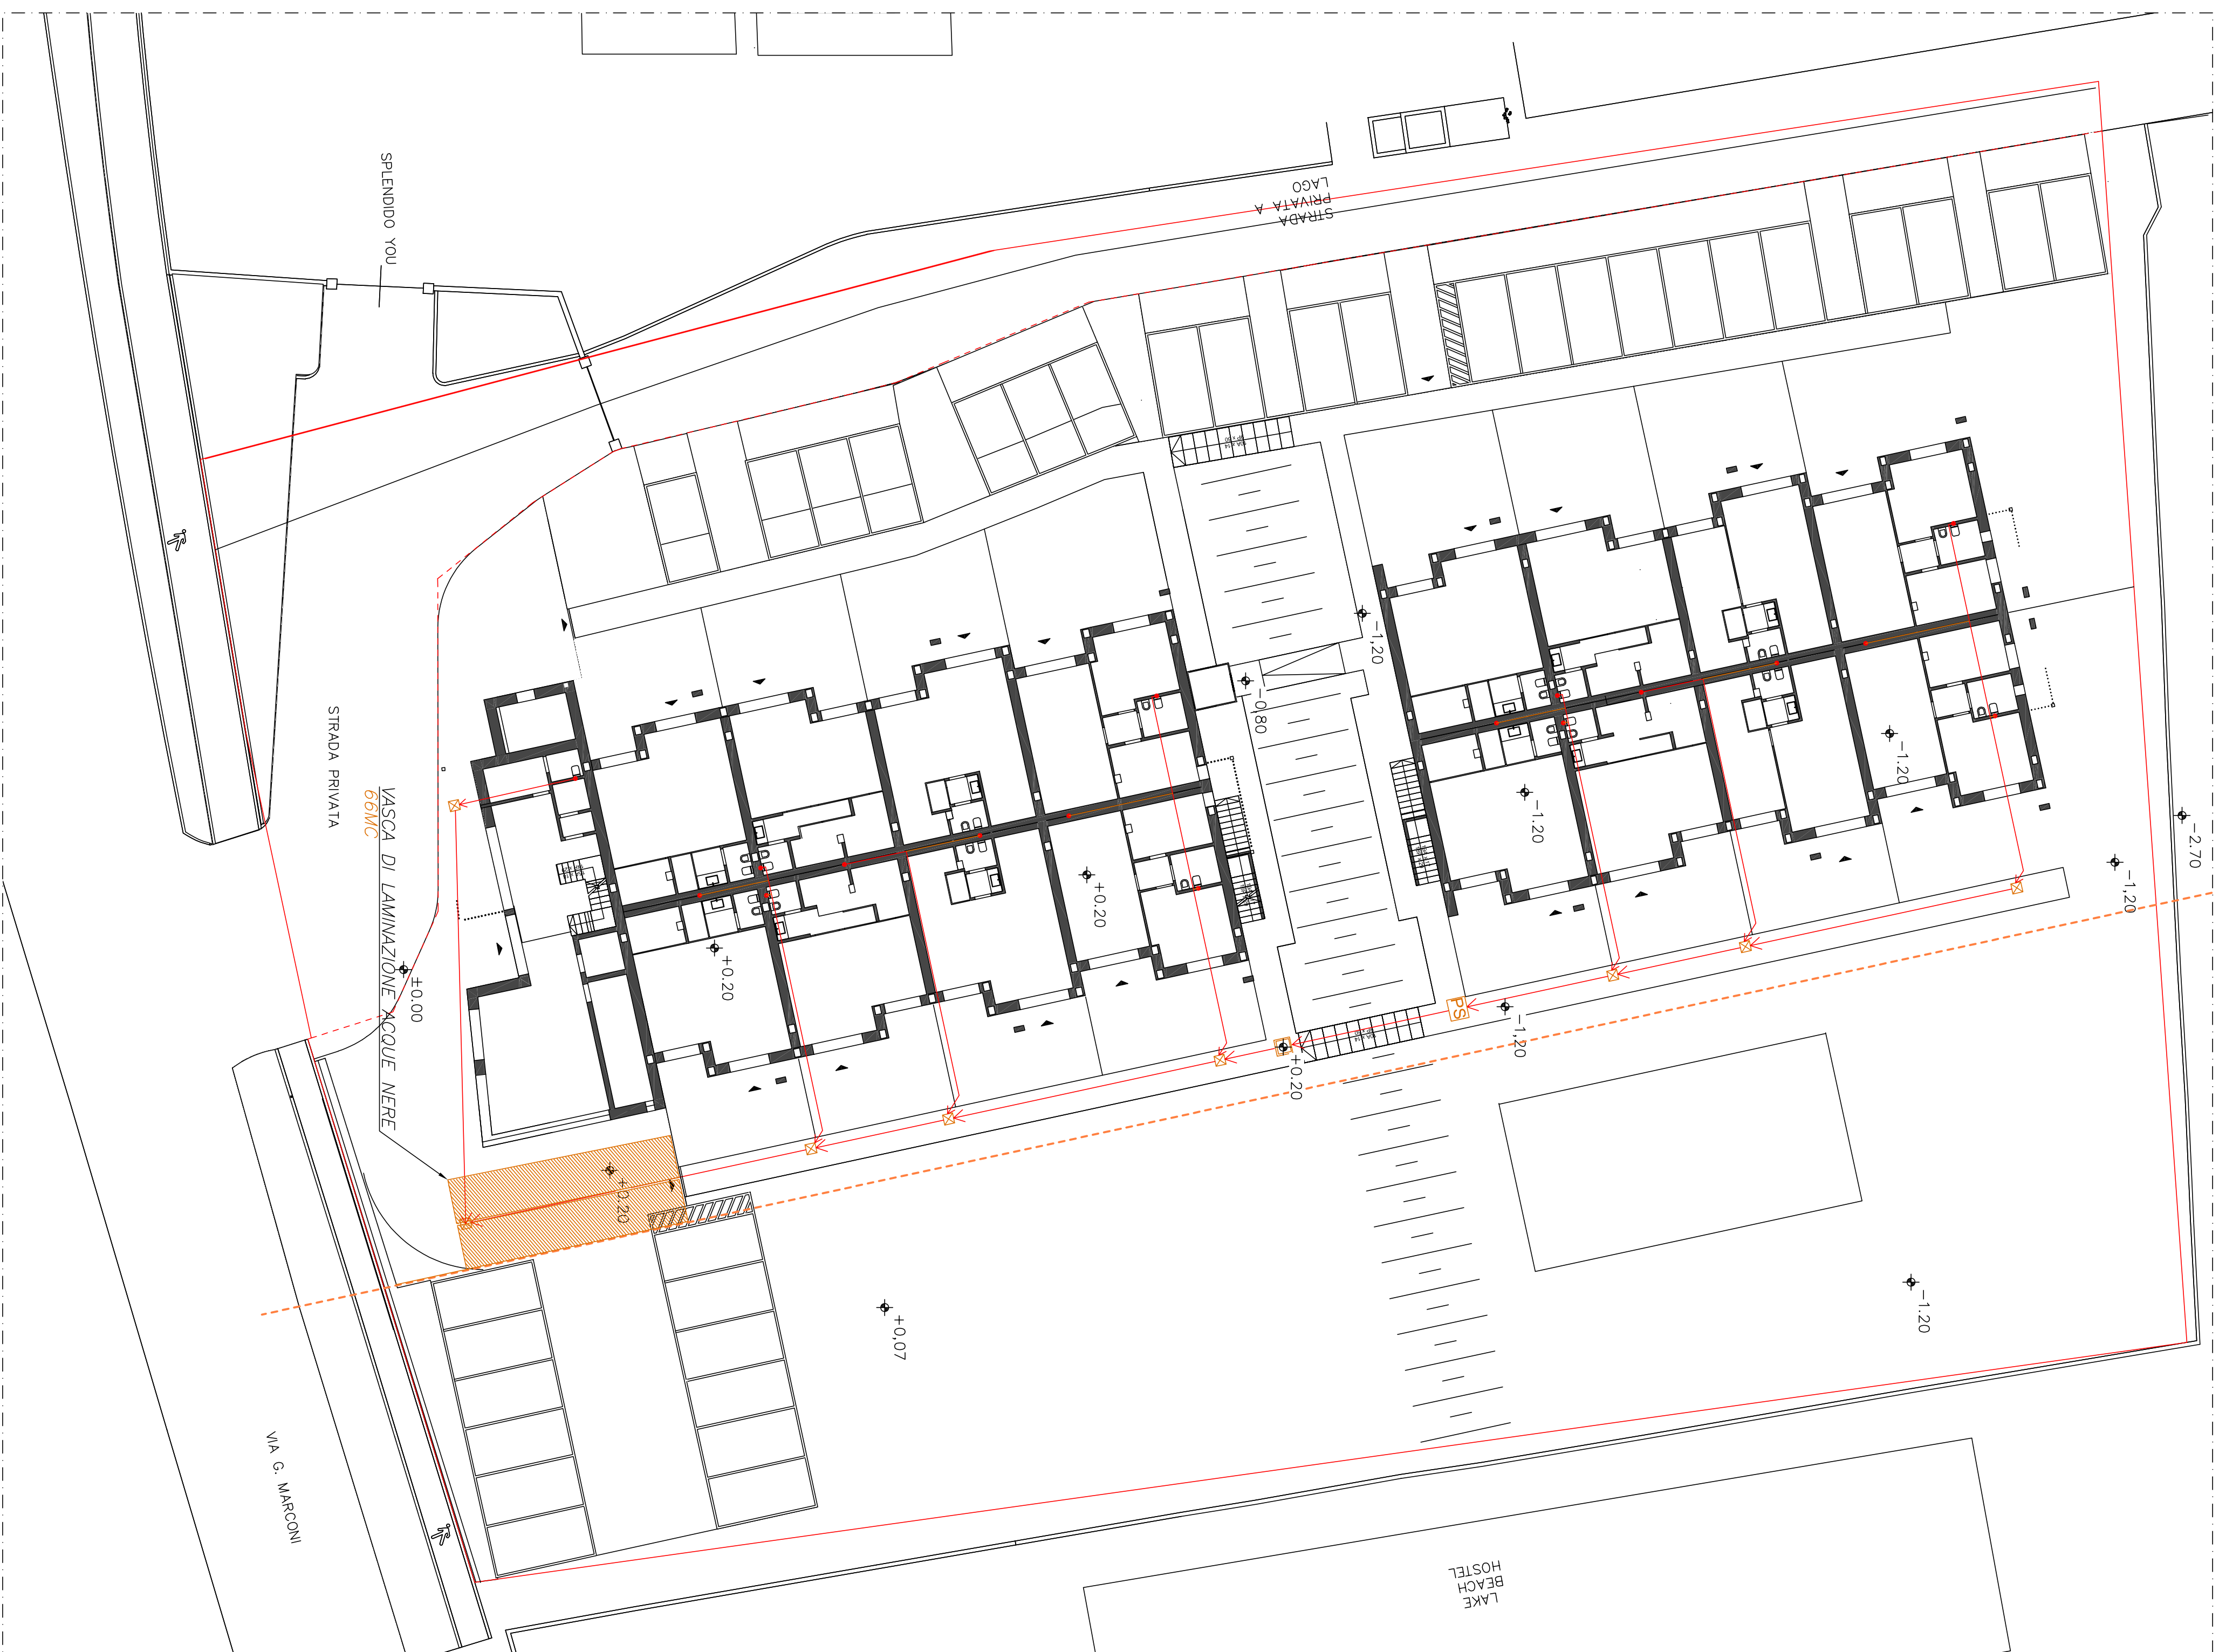 SPLENDIDO YOU
STRADA
PRIVATA A
LAGO
-1,20
-0.80
-1.20
-1.20
-2.70
-1,20
STRADA PRIVATA
VASCA DI LAMINAZIONE ACQUE NERE
66MC
±0.00
+0.20
+0.20
PS
-1,20
+0.20
+0.20
+0,07
-1.20
VIA G. MARCONI
LAKE
BEACH
HOSTEL